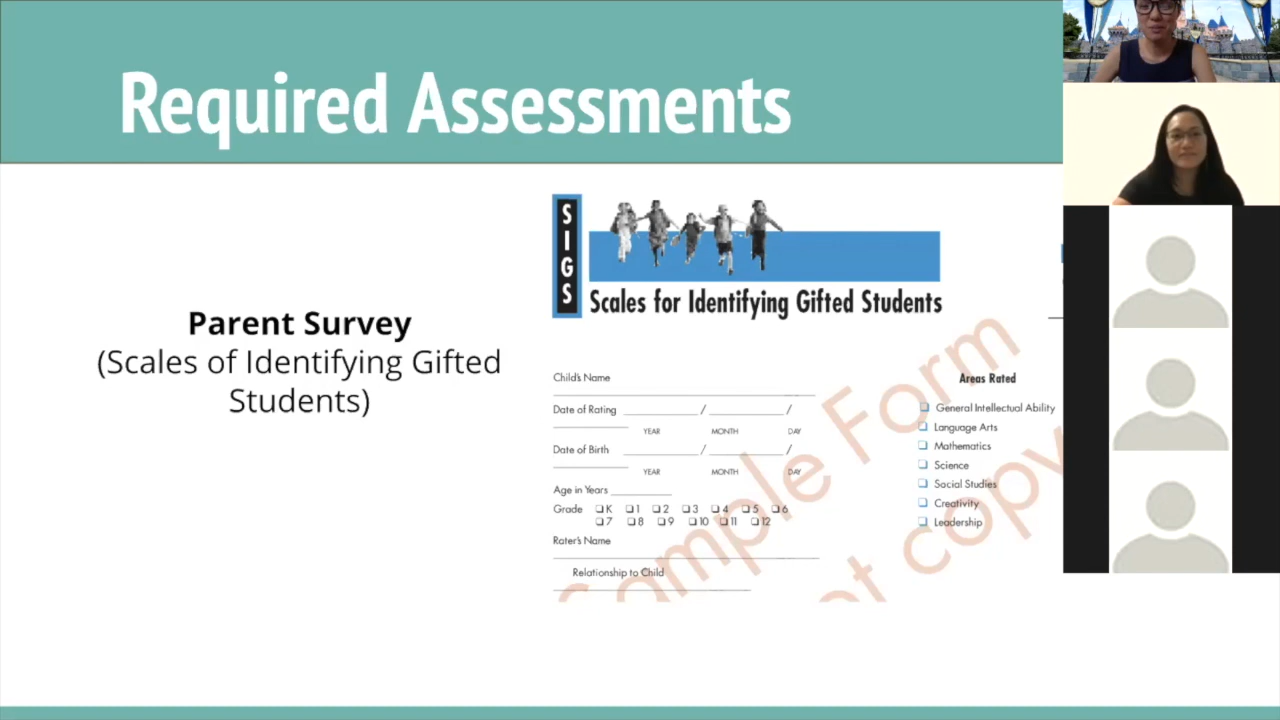 Required Assessments
Parent Survey
(Scales of Identifying Gifted
Students)
SIGS
Scales for Identifying Gifted Students
Child's Name
Date of Rating / /
YEAR MONTH DAY
Date of Birth / /
YEAR MONTH DAY
Age in Years
Grade K 1 2 3 4 5 6
7 8 9 10 11 12
Rater's Name
Relationship to Child
Areas Rated
General Intellectual Ability
Language Arts
Mathematics
Science
Social Studies
Creativity
Leadership
Sample Form
not copy